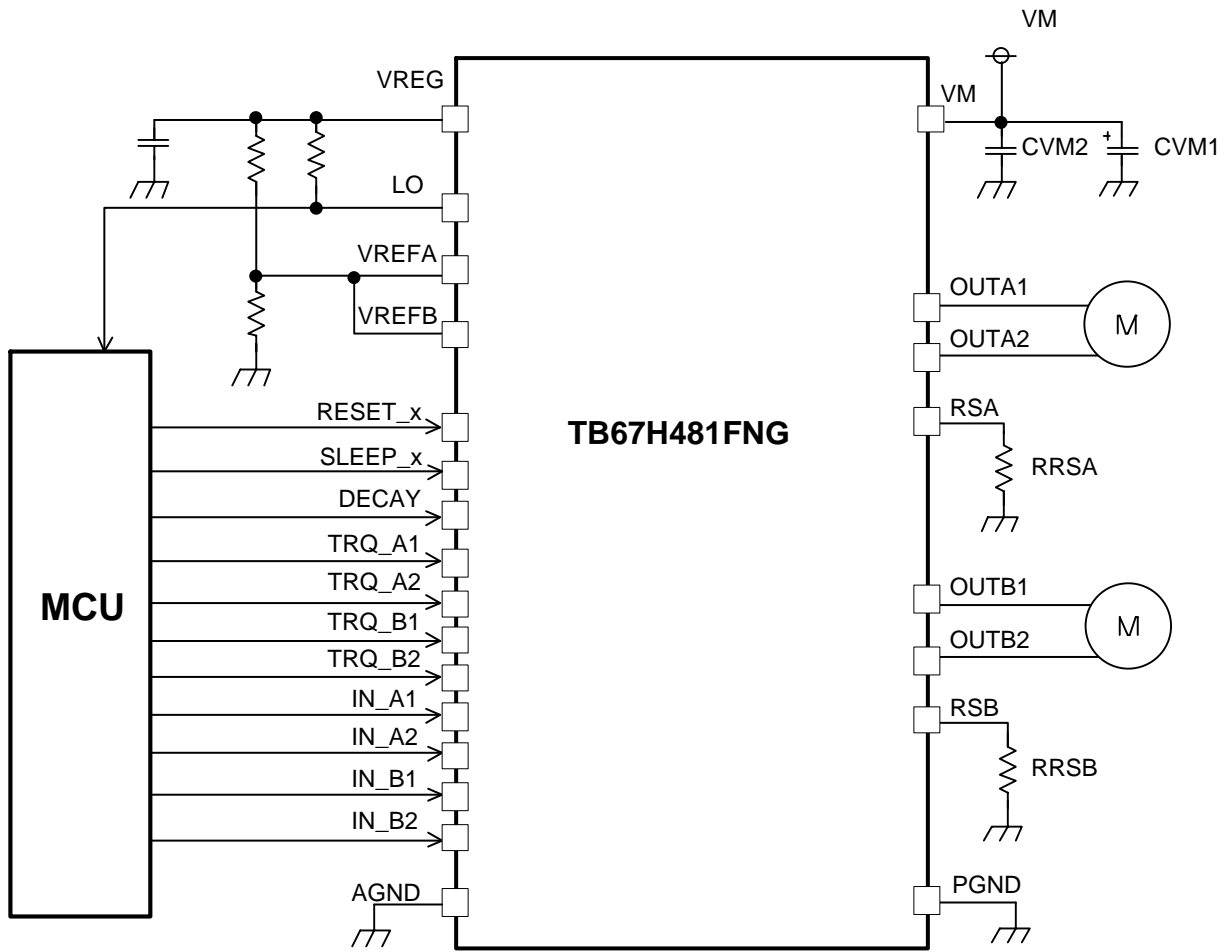 VM
VREG
VM
CVM2
+
CVM1
LO
VREFA
VREFB
OUTA1
M
OUTA2
RESET_x
RSA
TB67H481FNG
SLEEP_x
RRSA
DECAY
TRQ_A1
TRQ_A2
MCU
OUTB1
M
TRQ_B1
OUTB2
TRQ_B2
IN_A1
RSB
IN_A2
RRSB
IN_B1
IN_B2
AGND
PGND